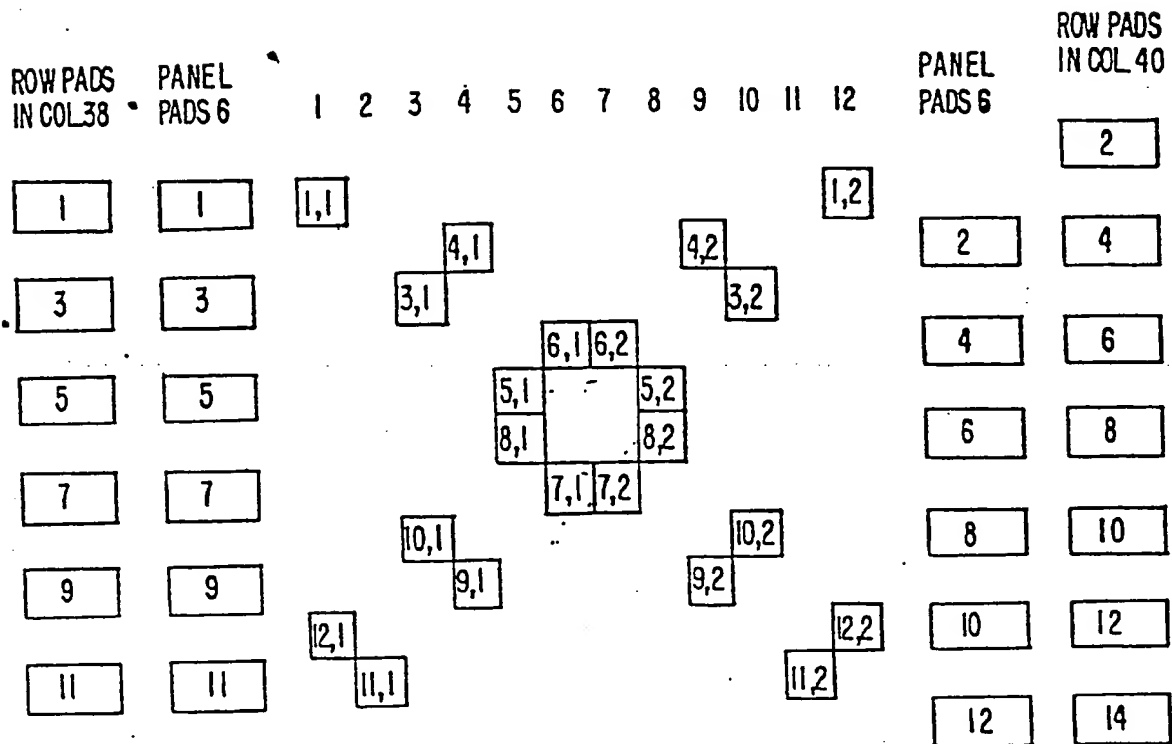 ROW PADS
IN COL.38
PANEL
PADS 6
1 2 3 4 5 6 7 8 9 10 11 12
PANEL
PADS 6
ROW PADS
IN COL.40
2
1 1 1,1 1,2
4,1 4,2 2 4
3 3 3,1 3,2
6,1 6,2 4 6
5 5 5,1 5,2
8,1 8,2 6 8
7 7 7,1 7,2
10,1 10,2 8 10
9 9 9,1 9,2
12,1 12,2 10 12
11 11 11,1 11,2
12 14